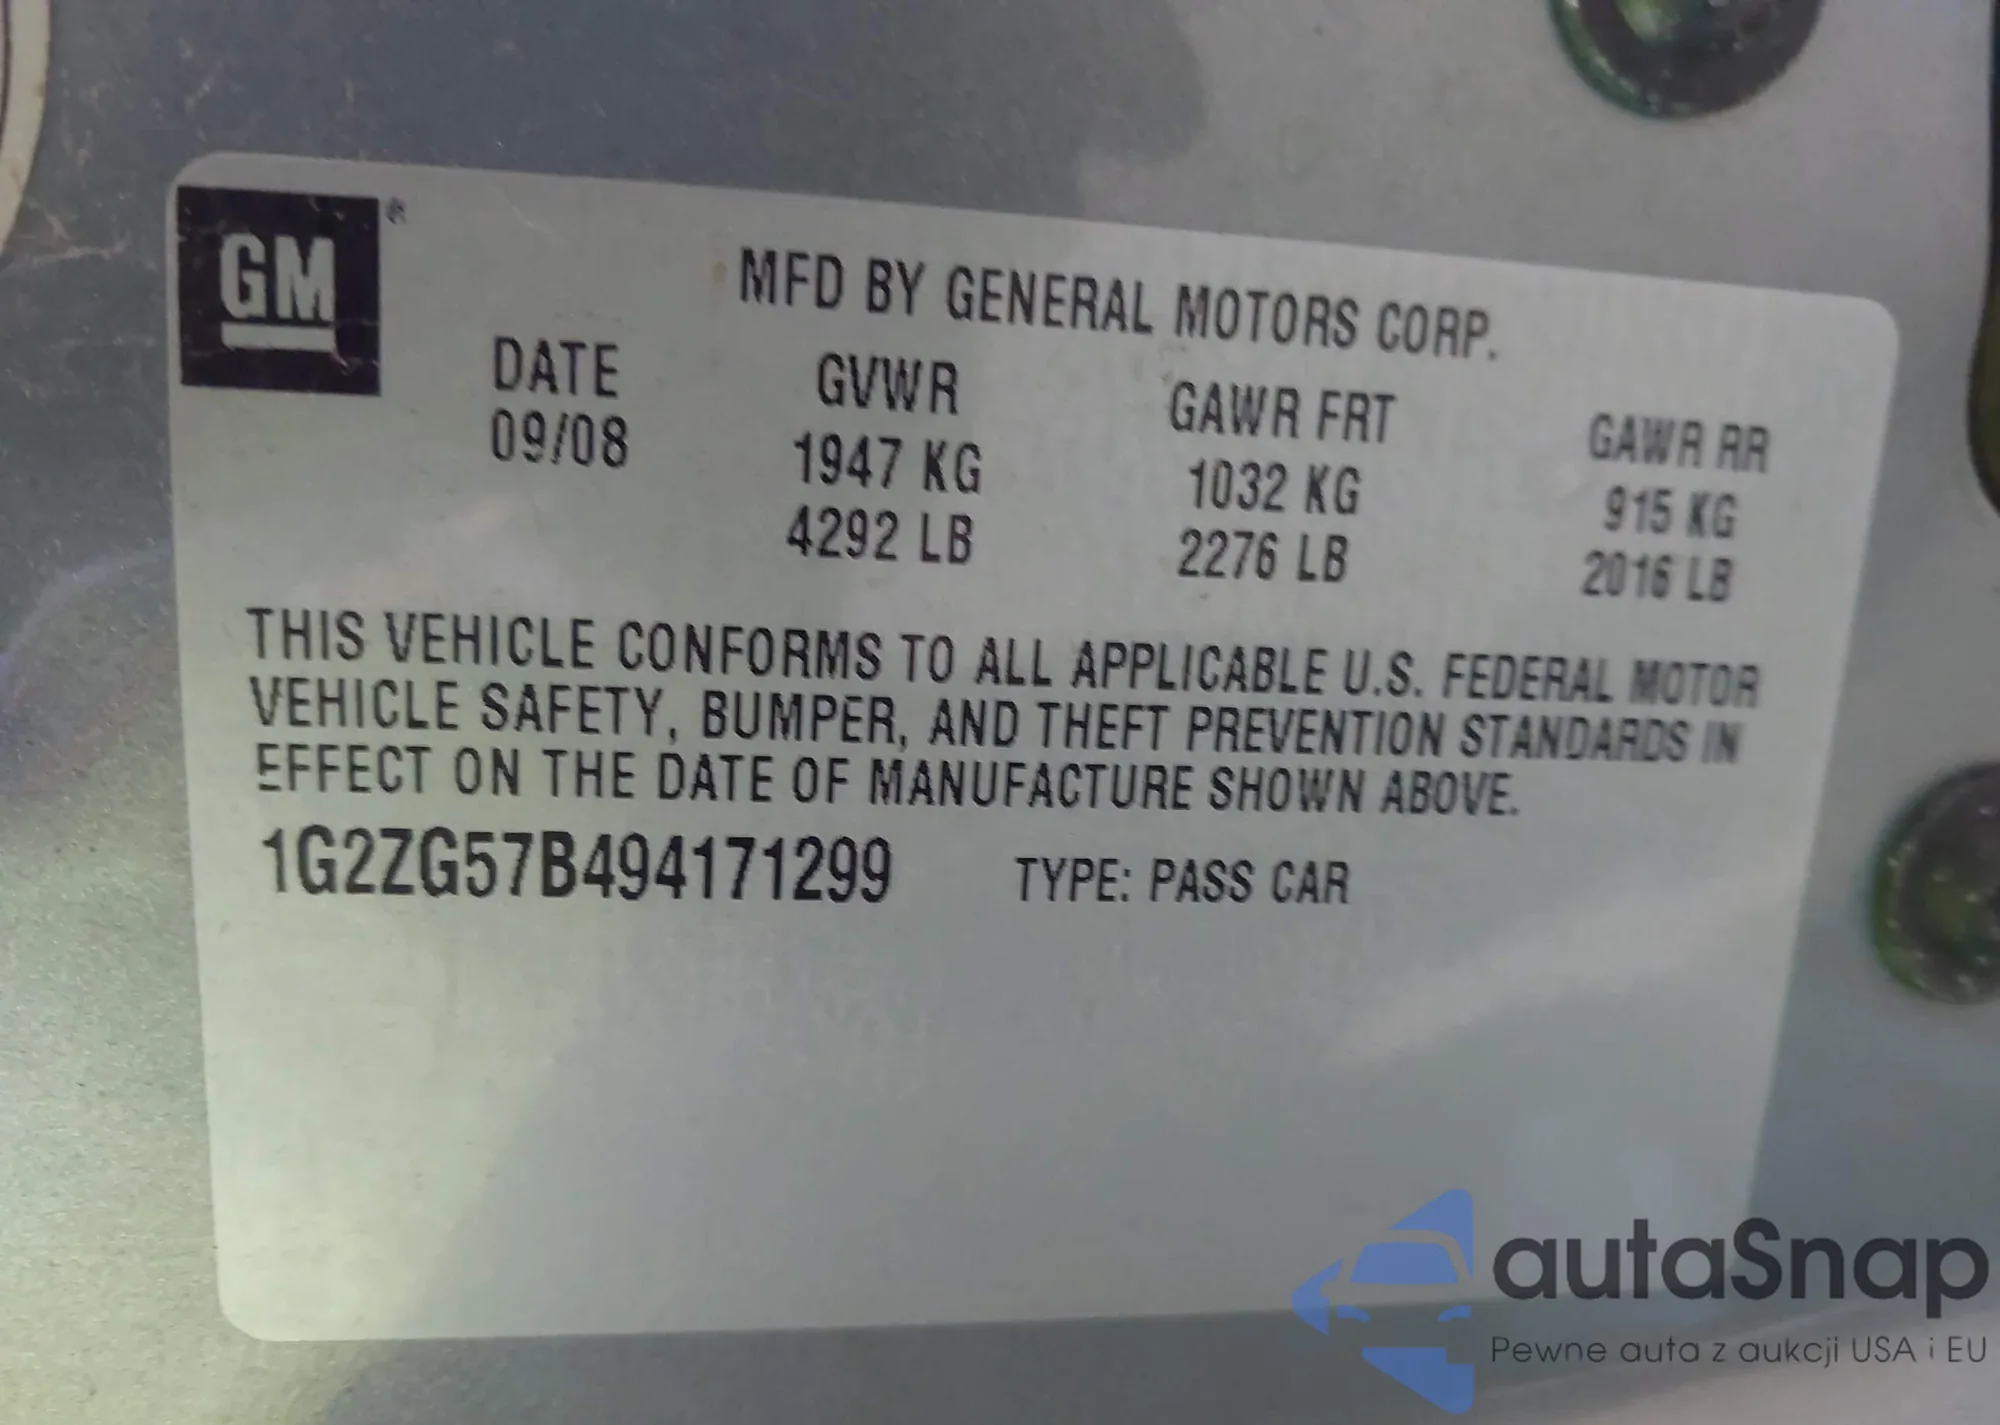 GM®
MFD BY GENERAL MOTORS CORP.
DATE GVWR GAWR FRT GAWR RR
09/08 1947 KG 1032 KG 915 KG
4292 LB 2276 LB 2016 LB
THIS VEHICLE CONFORMS TO ALL APPLICABLE U.S. FEDERAL MOTOR
VEHICLE SAFETY, BUMPER, AND THEFT PREVENTION STANDARDS IN
EFFECT ON THE DATE OF MANUFACTURE SHOWN ABOVE.
1G2ZG57B494171299 TYPE: PASS CAR
autaSnap
Pewne auta z aukcji USA i EU